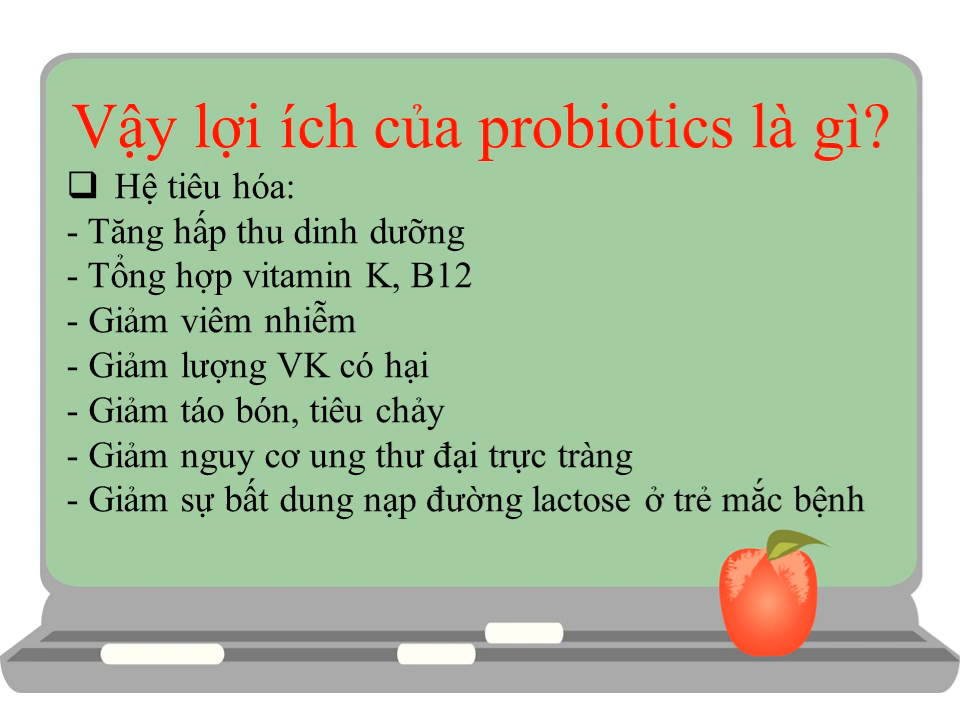 Vậy lợi ích của probiotics là gì?
❑ Hệ tiêu hóa:
- Tăng hấp thu dinh dưỡng
- Tổng hợp vitamin K, B12
- Giảm viêm nhiễm
- Giảm lượng VK có hại
- Giảm táo bón, tiêu chảy
- Giảm nguy cơ ung thư đại trực tràng
- Giảm sự bất dung nạp đường lactose ở trẻ mắc bệnh